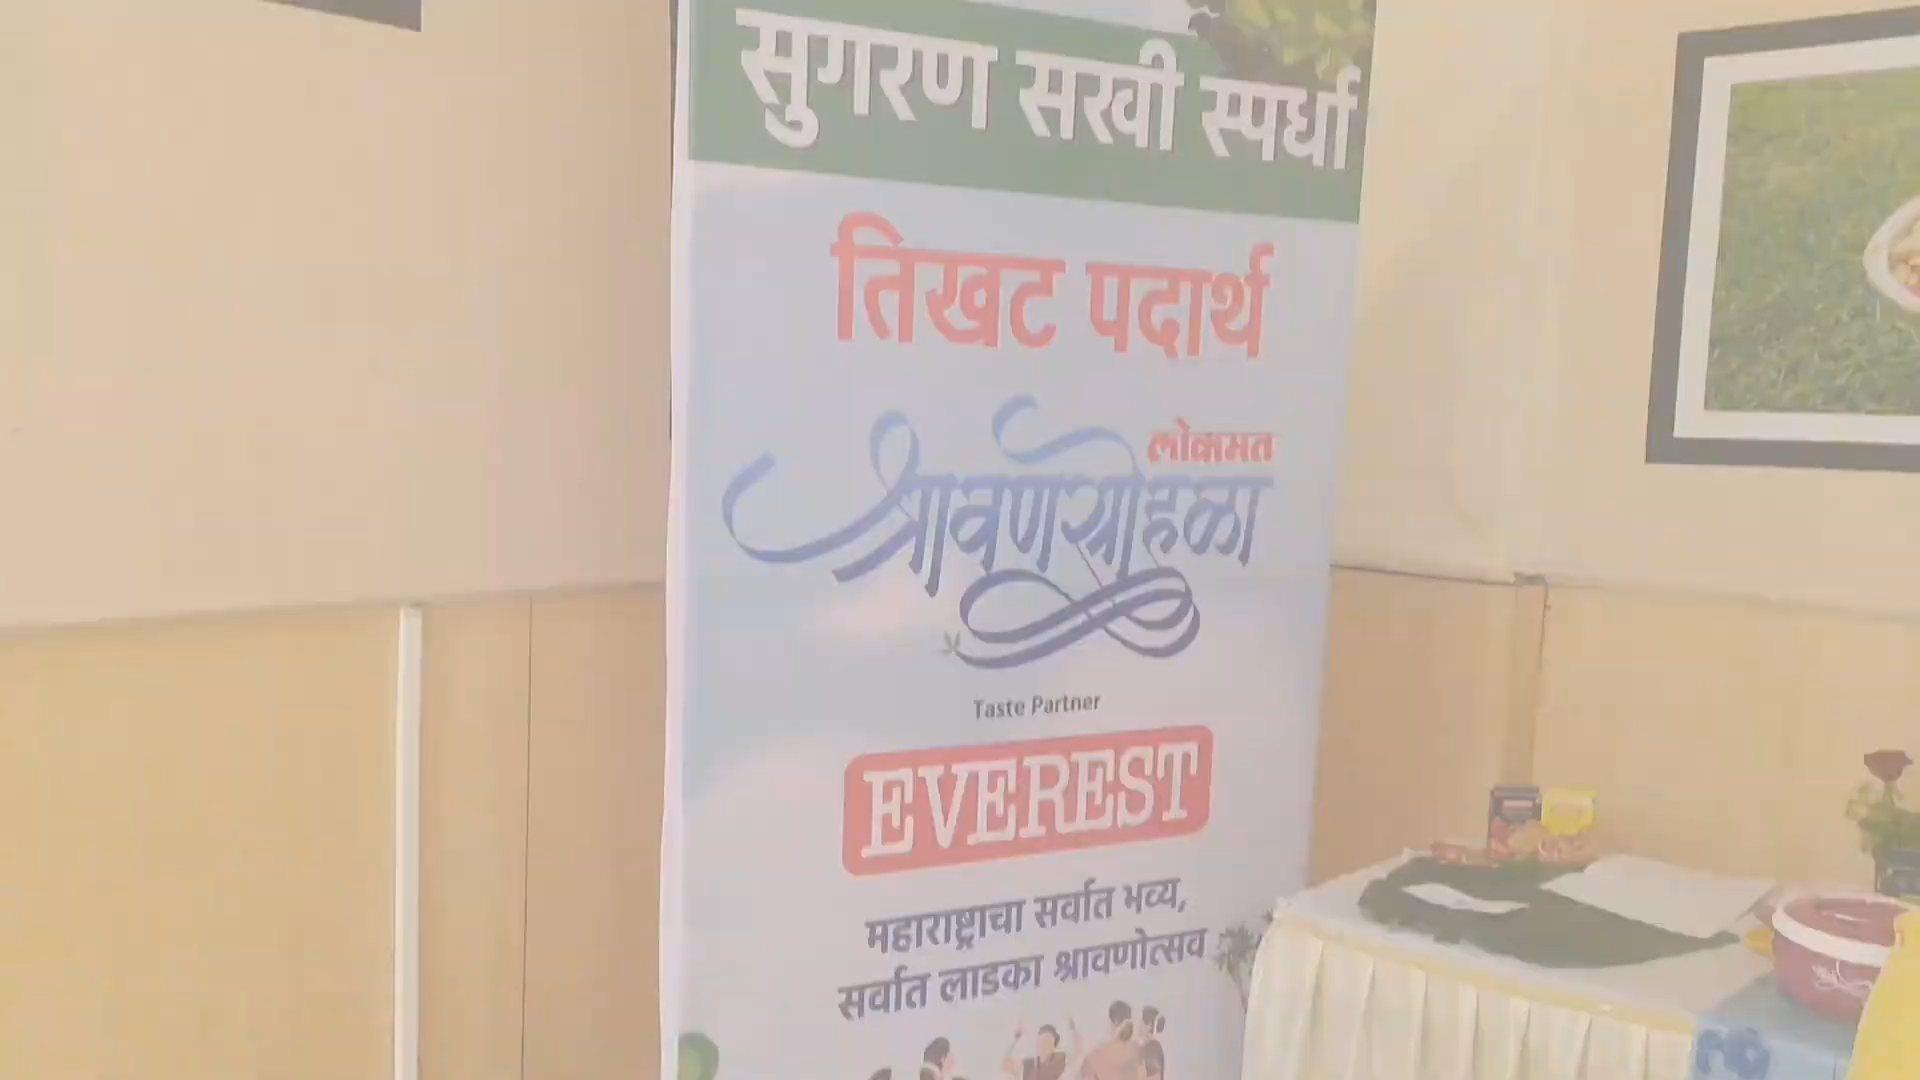 सुगरण सखी स्पर्धा
तिखट पदार्थ
लोकमत
श्रावणसोहळा
Taste Partner
EVEREST
महाराष्ट्राचा सर्वात भव्य,
सर्वात लाडका श्रावणोत्सव